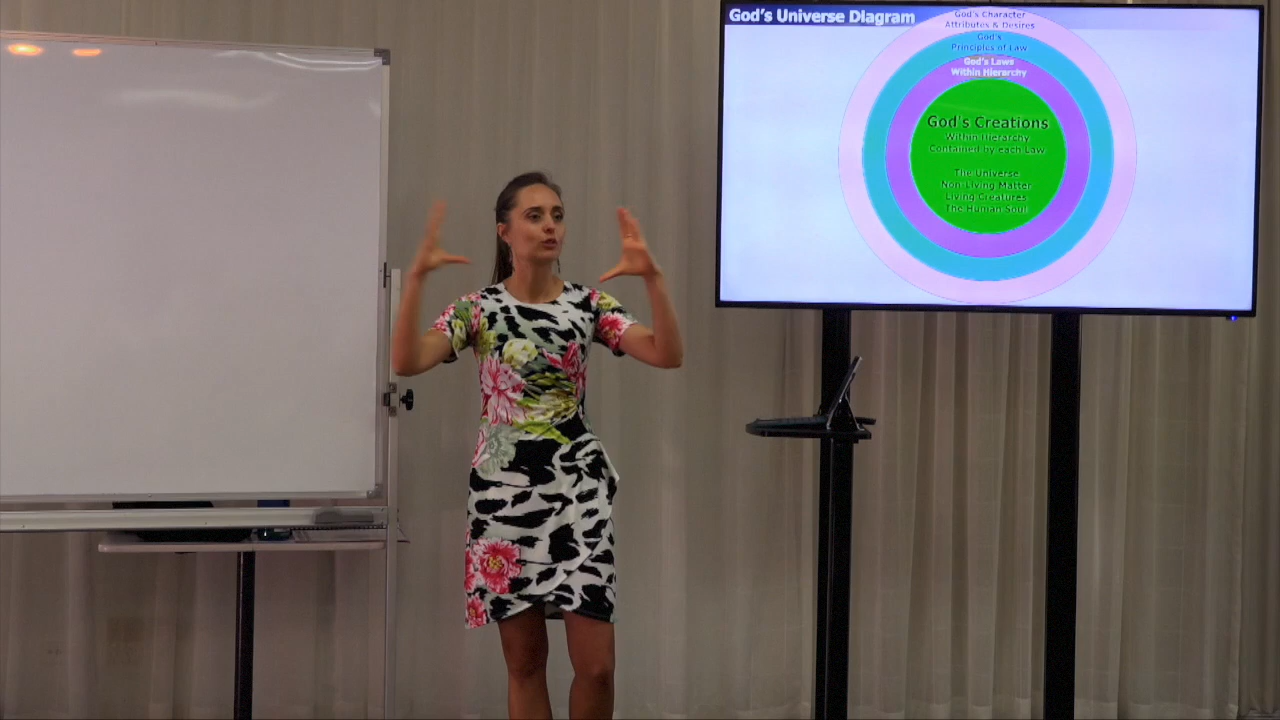 God's Universe Diagram
God's Character
Attributes & Desires
God's
Principles of Law
God's Laws
Within Hierarchy
God's Creations
Within Hierarchy
Contained by each Law
The Universe
Non-Living Matter
Living Creatures
The Human Soul